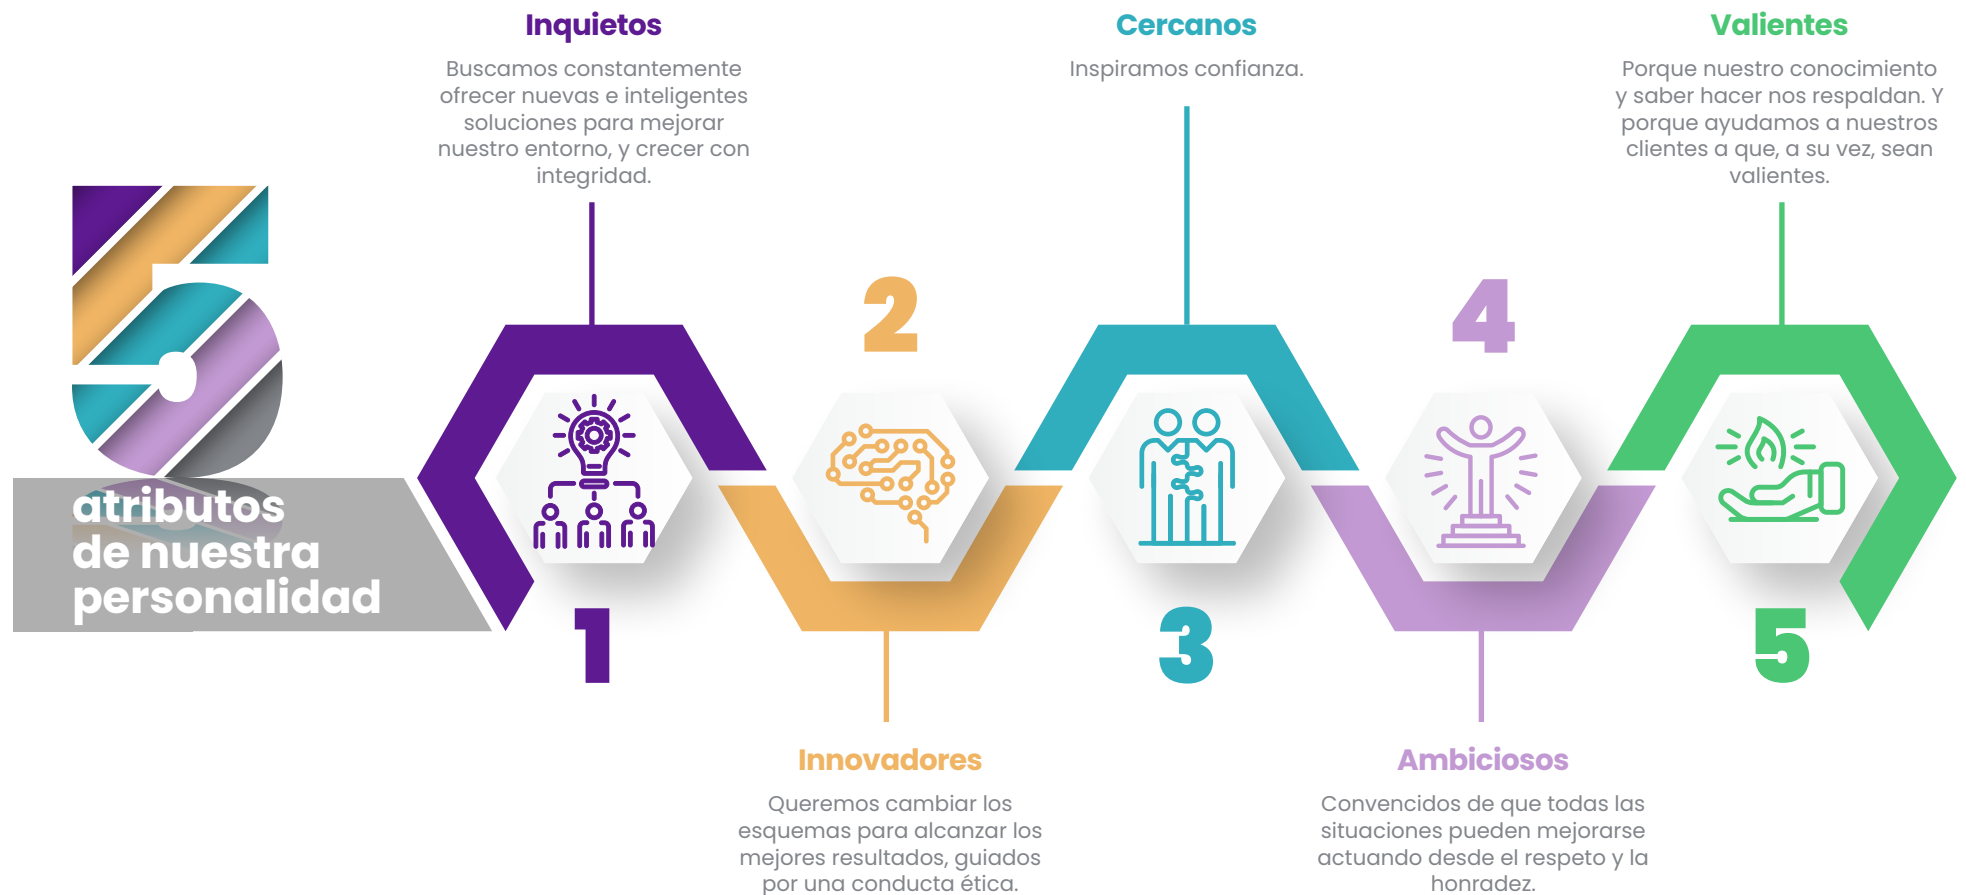 5
atributos
de nuestra
personalidad
Inquietos
Buscamos constantemente
ofrecer nuevas e inteligentes
soluciones para mejorar
nuestro entorno, y crecer con
integridad.
1
2
Innovadores
Queremos cambiar los
esquemas para alcanzar los
mejores resultados, guiados
por una conducta ética.
Cercanos
Inspiramos confianza.
3
4
Ambiciosos
Convencidos de que todas las
situaciones pueden mejorarse
actuando desde el respeto y la
honradez.
Valientes
Porque nuestro conocimiento
y saber hacer nos respaldan. Y
porque ayudamos a nuestros
clientes a que, a su vez, sean
valientes.
5